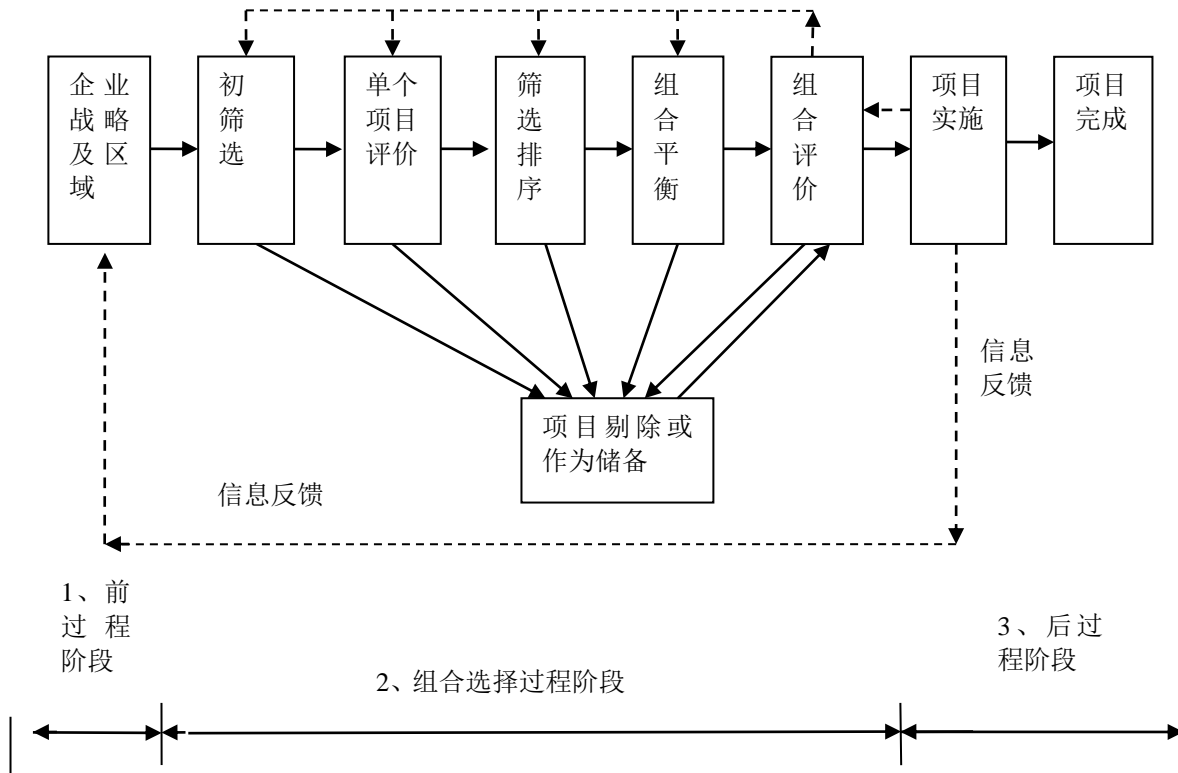 企业
战略
及区
域
初
筛
选
单个
项目
评价
筛
选
排
序
组
合
平
衡
组
合
评
价
项目
实施
项目
完成
信息
反馈
项目剔除或
作为储备
信息反馈
1、前
过程
阶段
2、组合选择过程阶段
3、后过
程阶段